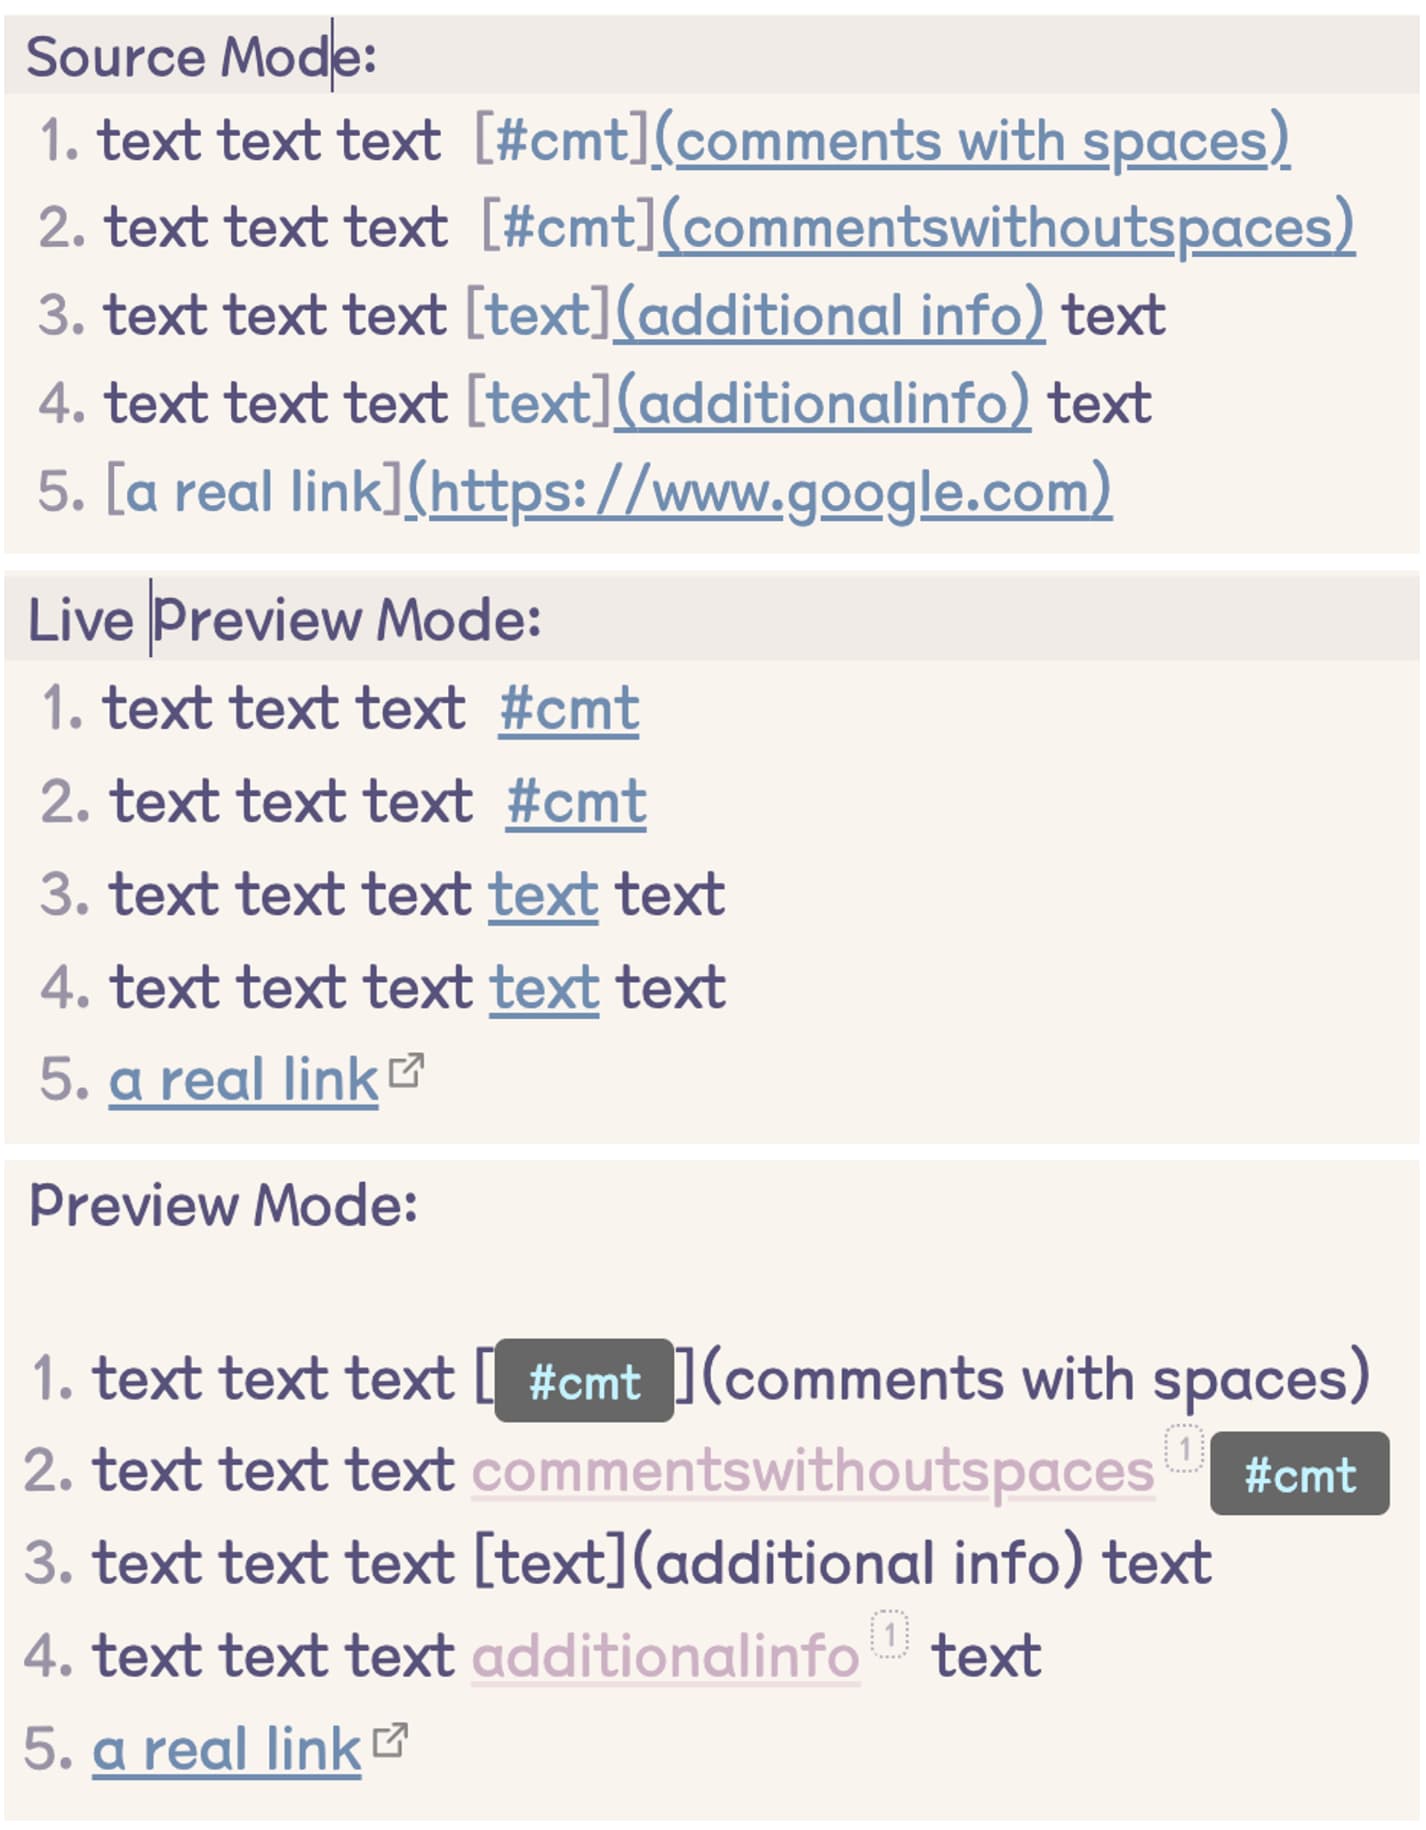 Source Mode:
1. text text text [#cmt](comments with spaces)
2. text text text [#cmt](commentswithoutspaces)
3. text text text [text](additional info) text
4. text text text [text](additionalinfo) text
5. [a real link](https://www.google.com)
Live Preview Mode:
1. text text text #cmt
2. text text text #cmt
3. text text text text text
4. text text text text text
5. a real link
Preview Mode:
1. text text text [#cmt](comments with spaces)
2. text text text commentswithoutspaces 1 #cmt
3. text text text [text](additional info) text
4. text text text additionalinfo 1 text
5. a real link